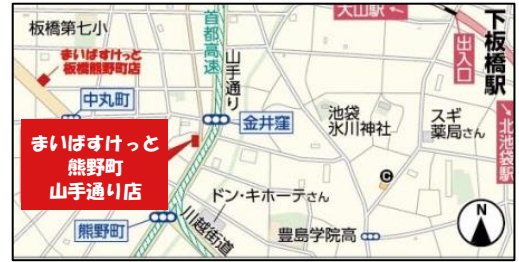 板橋第七小
まいばすけっと
板橋熊野町店
中丸町
首都高速
山手通り
金井窪
大山駅
下板橋駅
出入口
池袋
氷川神社
スギ
薬局さん
北池袋駅
まいばすけっと
熊野町
山手通り店
C
ドン・キホーテさん
熊野町
川越街道
豊島学院高
N